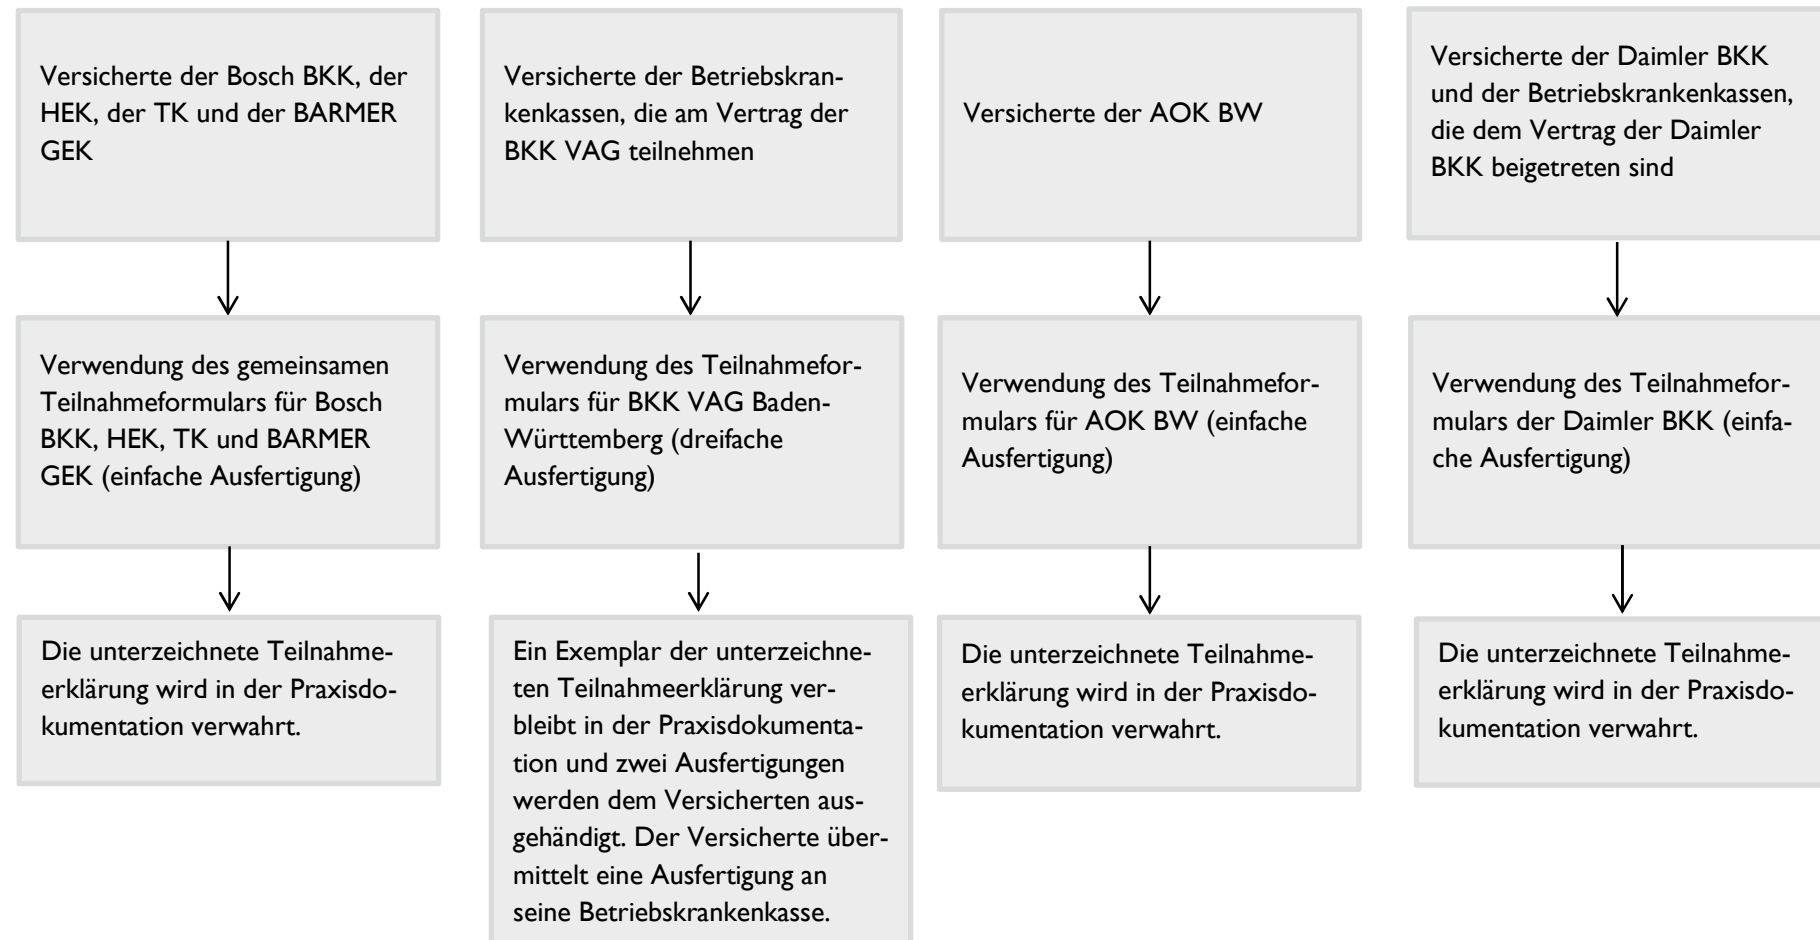 Versicherte der Bosch BKK, der
HEK, der TK und der BARMER
GEK
Versicherte der Betriebskran-
kenkassen, die am Vertrag der
BKK VAG teilnehmen
Versicherte der AOK BW
Versicherte der Daimler BKK
und der Betriebskrankenkassen,
die dem Vertrag der Daimler
BKK beigetreten sind
Verwendung des gemeinsamen
Teilnahmeformulars für Bosch
BKK, HEK, TK und BARMER
GEK (einfache Ausfertigung)
Verwendung des Teilnahmefor-
mulars für BKK VAG Baden-
Württemberg (dreifache
Ausfertigung)
Verwendung des Teilnahmefor-
mulars für AOK BW (einfache
Ausfertigung)
Verwendung des Teilnahmefor-
mulars der Daimler BKK (einfa-
che Ausfertigung)
Die unterzeichnete Teilnahme-
erklärung wird in der Praxisdo-
kumentation verwahrt.
Ein Exemplar der unterzeichne-
ten Teilnahmeerklärung ver-
bleibt in der Praxisdokumenta-
tion und zwei Ausfertigungen
werden dem Versicherten aus-
gehändigt. Der Versicherte über-
mittelt eine Ausfertigung an
seine Betriebskrankenkasse.
Die unterzeichnete Teilnahme-
erklärung wird in der Praxisdo-
kumentation verwahrt.
Die unterzeichnete Teilnahme-
erklärung wird in der Praxisdo-
kumentation verwahrt.